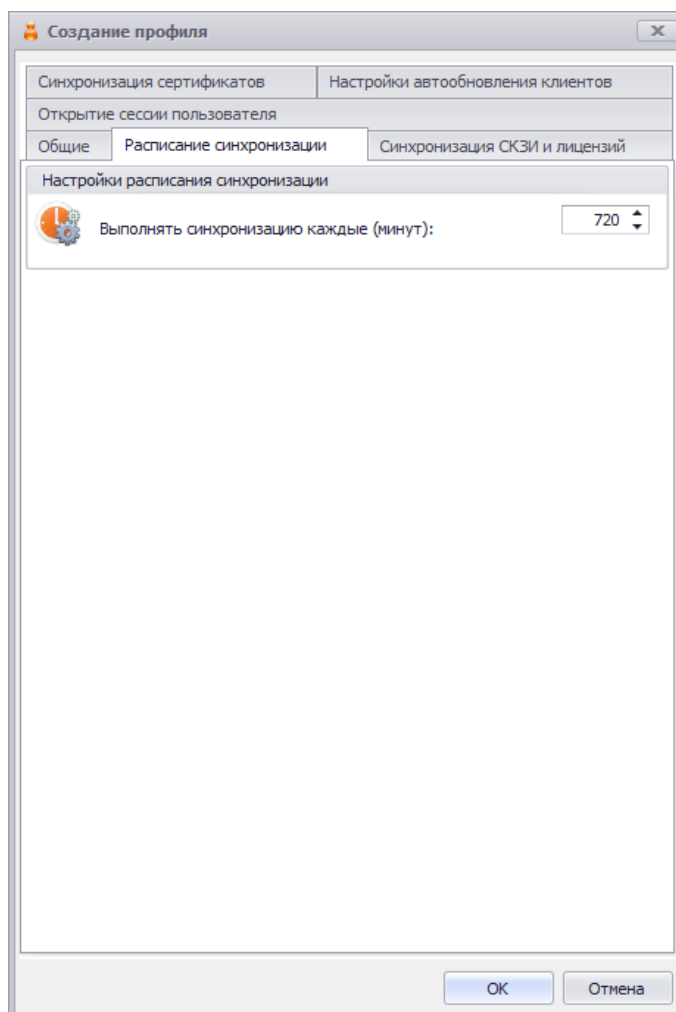 Создание профиля
Синхронизация сертификатов Настройки автообновления клиентов
Открытие сессии пользователя
Общие Расписание синхронизации Синхронизация СКЗИ и лицензий
Настройки расписания синхронизации
Выполнять синхронизацию каждые (минут): 720
OK Отмена